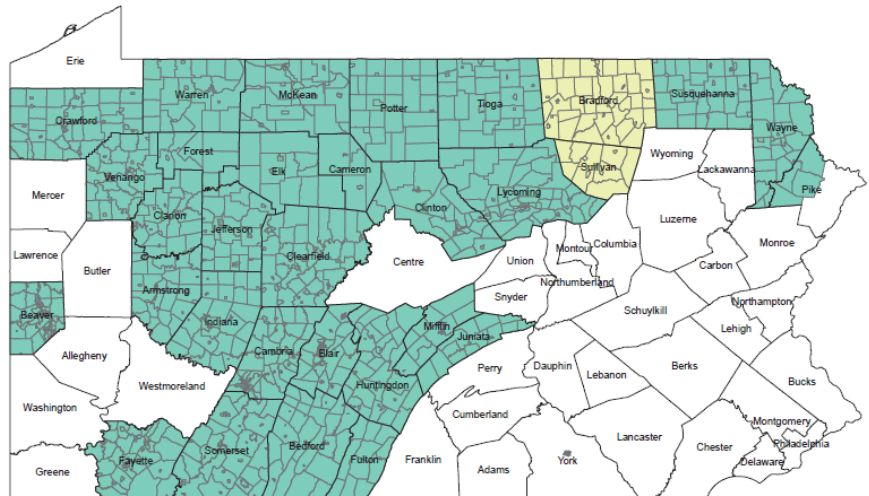 Erie
Warren
McKean
Potter
Tioga
Bradford
Susquehanna
Crawford
Wayne
Forest
Wyoming
Lackawanna
Sullivan
Elk
Cameron
Venango
Pike
Mercer
Lycoming
Clinton
Clarion
Jefferson
Luzerne
Lawrence
Butler
Clearfield
Centre
Union
Montour
Columbia
Monroe
Carbon
Armstrong
Northumberland
Snyder
Schuylkill
Northampton
Beaver
Indiana
Mifflin
Juniata
Lehigh
Allegheny
Cambria
Blair
Huntingdon
Perry
Dauphin
Lebanon
Berks
Bucks
Westmoreland
Washington
Cumberland
Montgomery
Philadelphia
Lancaster
Chester
Delaware
Somerset
Bedford
Fayette
Fulton
Franklin
York
Adams
Greene